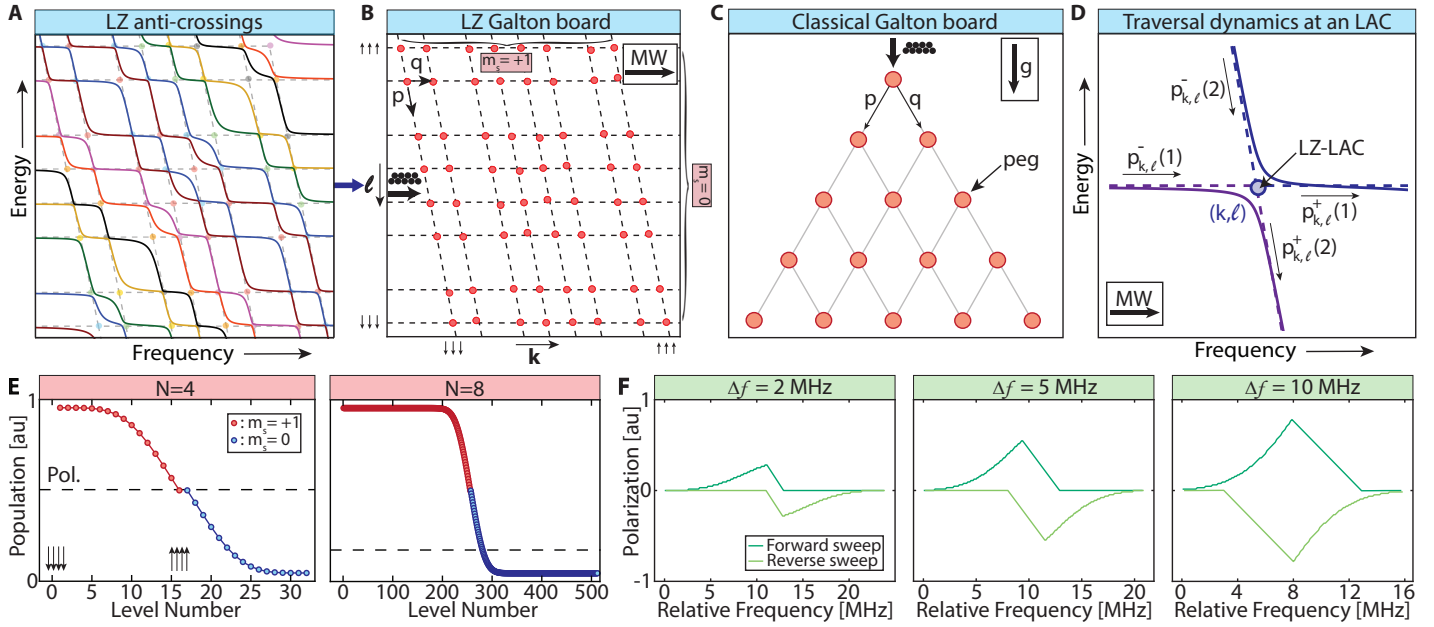 A
LZ anti-crossings
Energy
Frequency
B
LZ Galton board
↑↑↑
m_s = +1
MW
q
p
ℓ
m_s = 0
↓↓↓
↓↓↓
k
↑↑↑
C
Classical Galton board
g
p
q
peg
D
Traversal dynamics at an LAC
p⁻_{k,ℓ}(2)
LZ-LAC
p⁻_{k,ℓ}(1)
(k,ℓ)
p⁺_{k,ℓ}(1)
p⁺_{k,ℓ}(2)
MW
Energy
Frequency
E
N=4
1
: m_s = +1
: m_s = 0
Pol.
Population [au]
↓↓↓↓
↑↑↑↑
0
0 5 10 15 20 25 30
Level Number
N=8
0 100 200 300 400 500
Level Number
F
Δf = 2 MHz
1
0
-1
Polarization [au]
Forward sweep
Reverse sweep
0 5 10 15 20
Relative Frequency [MHz]
Δf = 5 MHz
0 5 10 15 20
Relative Frequency [MHz]
Δf = 10 MHz
0 4 8 12 16
Relative Frequency [MHz]